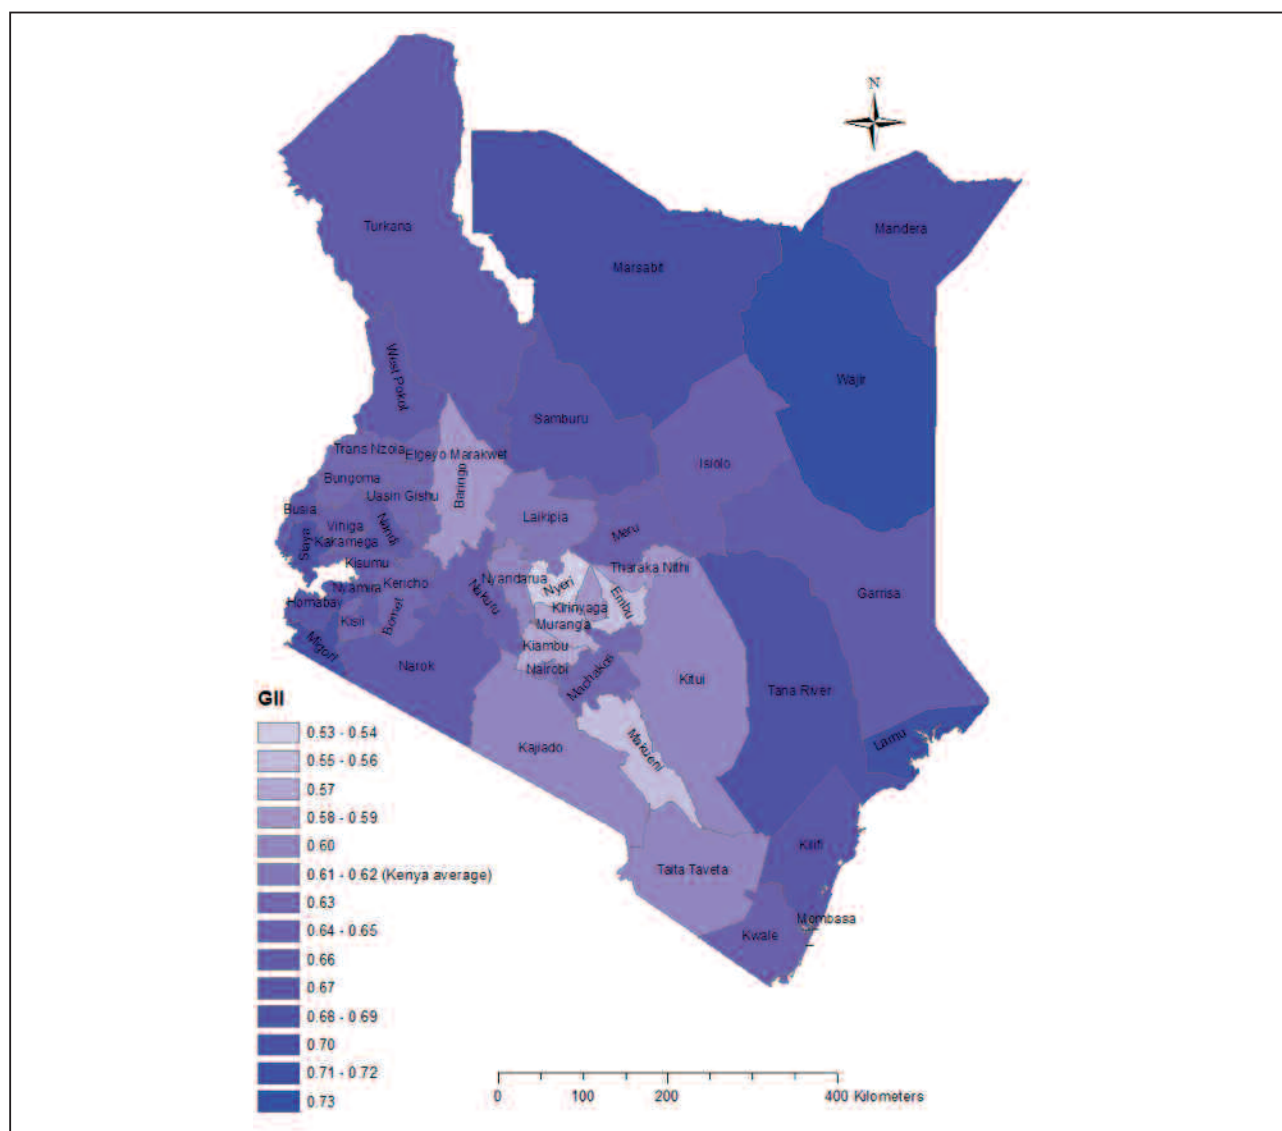 N
Turkana
Mandera
Marsabit
West Pokot
Wajir
Samburu
Trans Nzoia
Elgeyo Marakwet
Isiolo
Bungoma
Baringo
Uasin Gishu
Busia
Laikipia
Vihiga
Nandi
Meru
Siaya
Kakamega
Kisumu
Tharaka Nithi
Nyamira
Kericho
Nyandarua
Nyeri
Embu
Garrisa
Homabay
Nakuru
Kirinyaga
Kisii
Bomet
Murang'a
Migori
Kiambu
Narok
Nairobi
Machakos
Kitui
Tana River
GII
Lamu
Kajiado
Makueni
0.53 - 0.54
0.55 - 0.56
0.57
0.58 - 0.59
0.60
0.61 - 0.62 (Kenya average)
0.63
0.64 - 0.65
0.66
0.67
0.68 - 0.69
0.70
0.71 - 0.72
0.73
Kilifi
Taita Taveta
Mombasa
Kwale
0 100 200 400 Kilometers